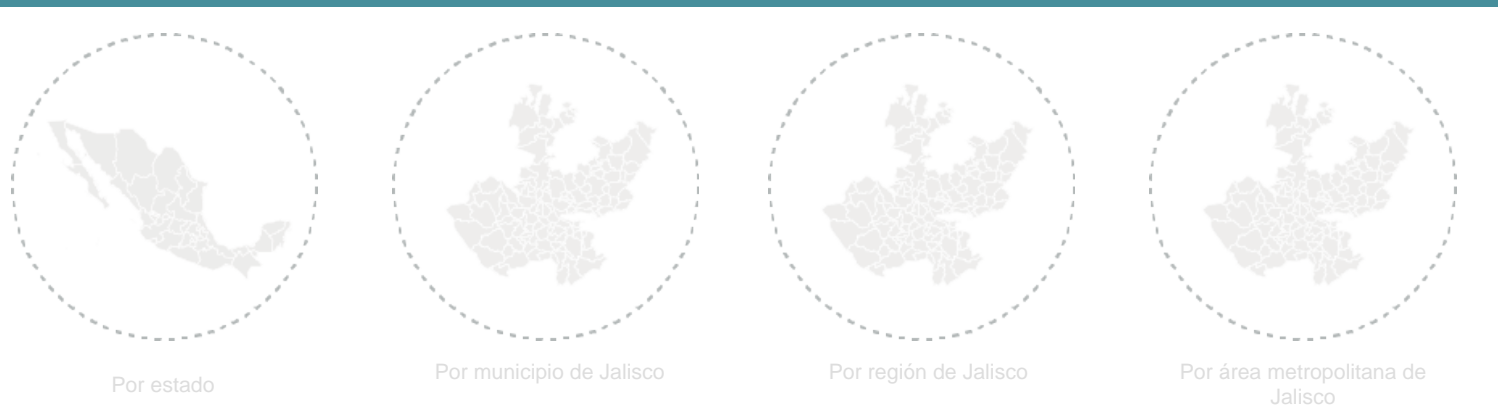 Por estado
Por municipio de Jalisco
Por región de Jalisco
Por área metropolitana de
Jalisco